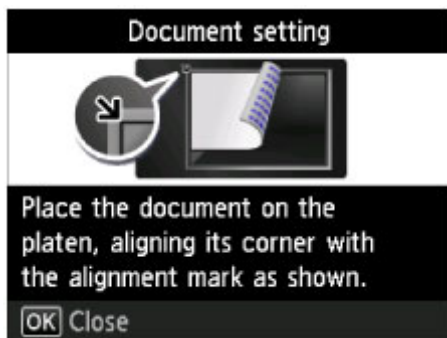 Document setting
Place the document on the
platen, aligning its corner with
the alignment mark as shown.
OK Close